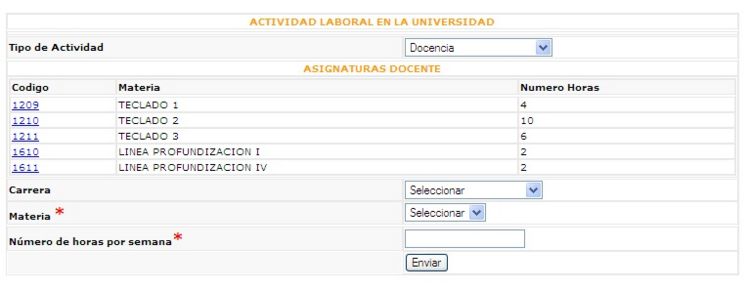 ACTIVIDAD LABORAL EN LA UNIVERSIDAD
Tipo de Actividad Docencia
ASIGNATURAS DOCENTE
Codigo Materia Numero Horas
1209 TECLADO 1 4
1210 TECLADO 2 10
1211 TECLADO 3 6
1610 LINEA PROFUNDIZACION I 2
1611 LINEA PROFUNDIZACION IV 2
Carrera Seleccionar
Materia * Seleccionar
Número de horas por semana *
Enviar